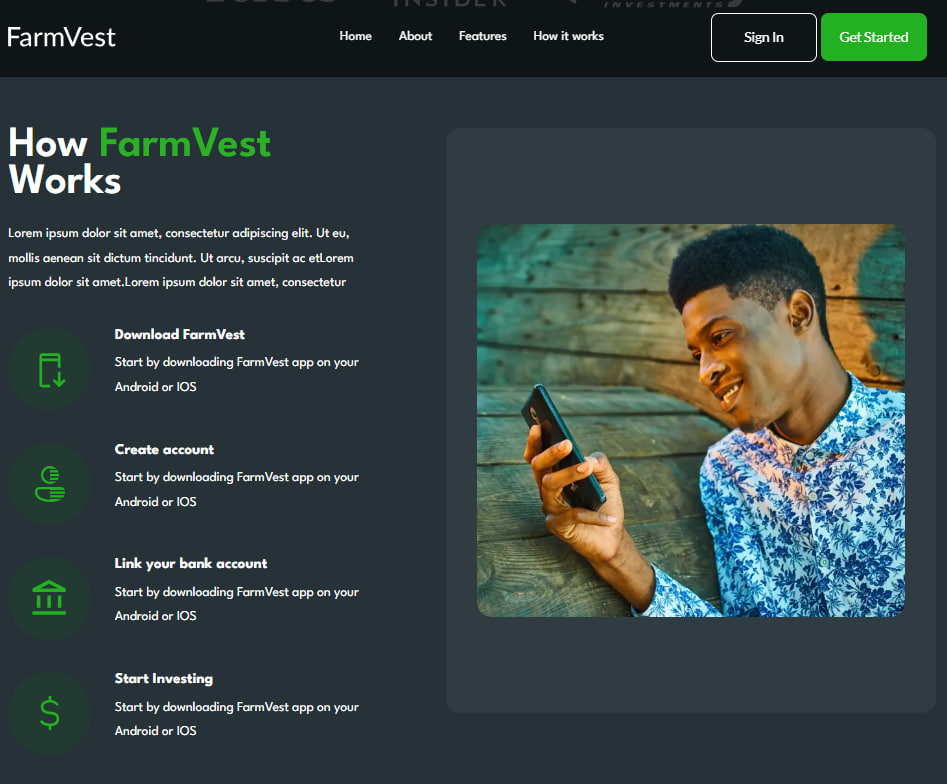 INSIDER
INVESTMENTS
FarmVest
Home
About
Features
How it works
Sign In
Get Started
How FarmVest
Works
Lorem ipsum dolor sit amet, consectetur adipiscing elit. Ut eu,
mollis aenean sit dictum tincidunt. Ut arcu, suscipit ac etLorem
ipsum dolor sit amet.Lorem ipsum dolor sit amet, consectetur
Download FarmVest
Start by downloading FarmVest app on your
Android or IOS
Create account
Start by downloading FarmVest app on your
Android or IOS
Link your bank account
Start by downloading FarmVest app on your
Android or IOS
Start Investing
Start by downloading FarmVest app on your
Android or IOS
$